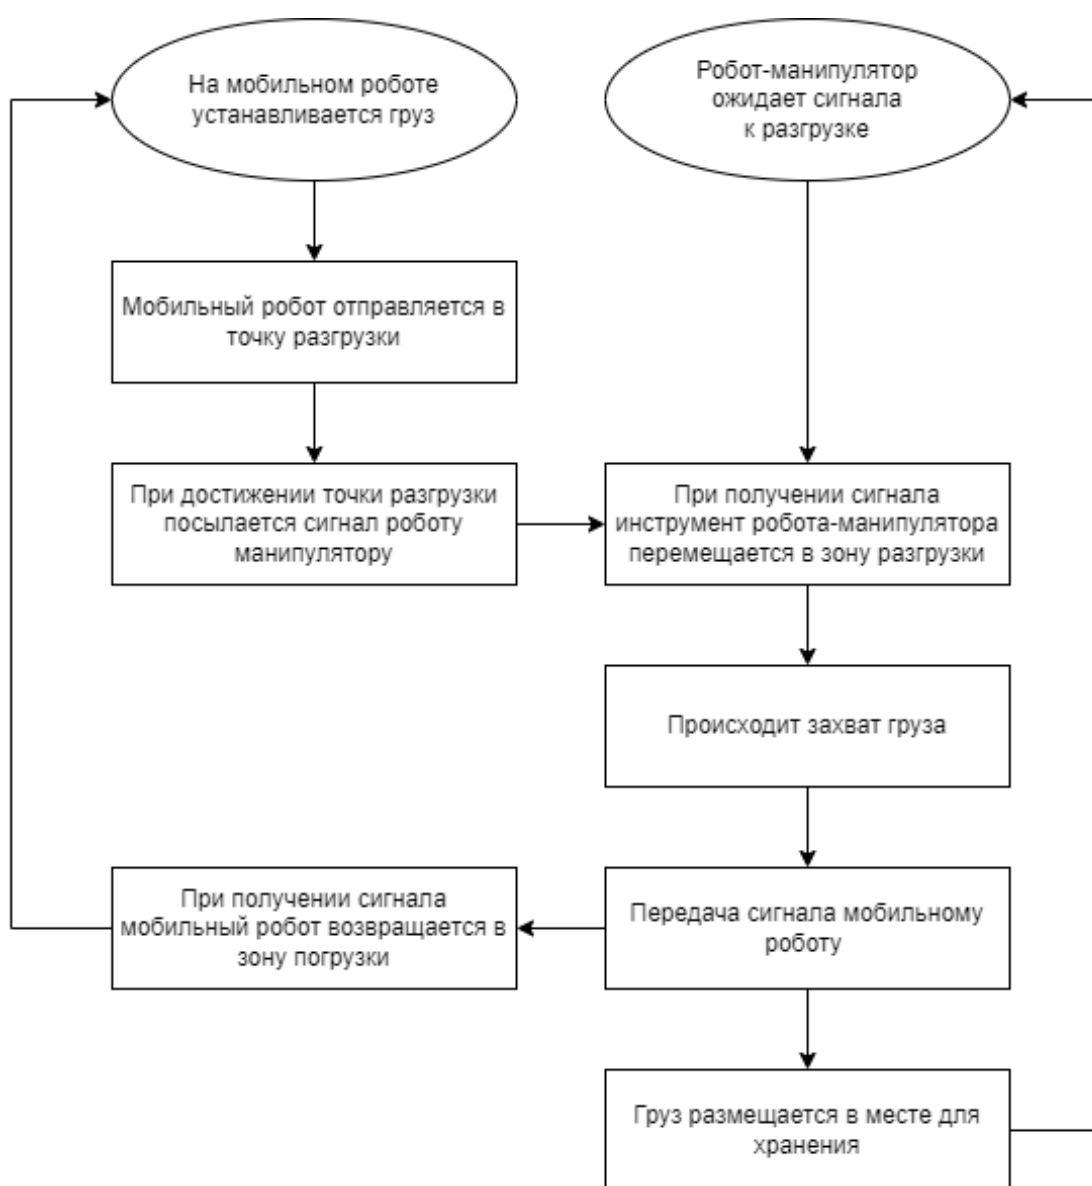 На мобильном роботе
устанавливается груз
Робот-манипулятор
ожидает сигнала
к разгрузке
Мобильный робот отправляется в
точку разгрузки
При достижении точки разгрузки
посылается сигнал роботу
манипулятору
При получении сигнала
инструмент робота-манипулятора
перемещается в зону разгрузки
Происходит захват груза
При получении сигнала
мобильный робот возвращается в
зону погрузки
Передача сигнала мобильному
роботу
Груз размещается в месте для
хранения